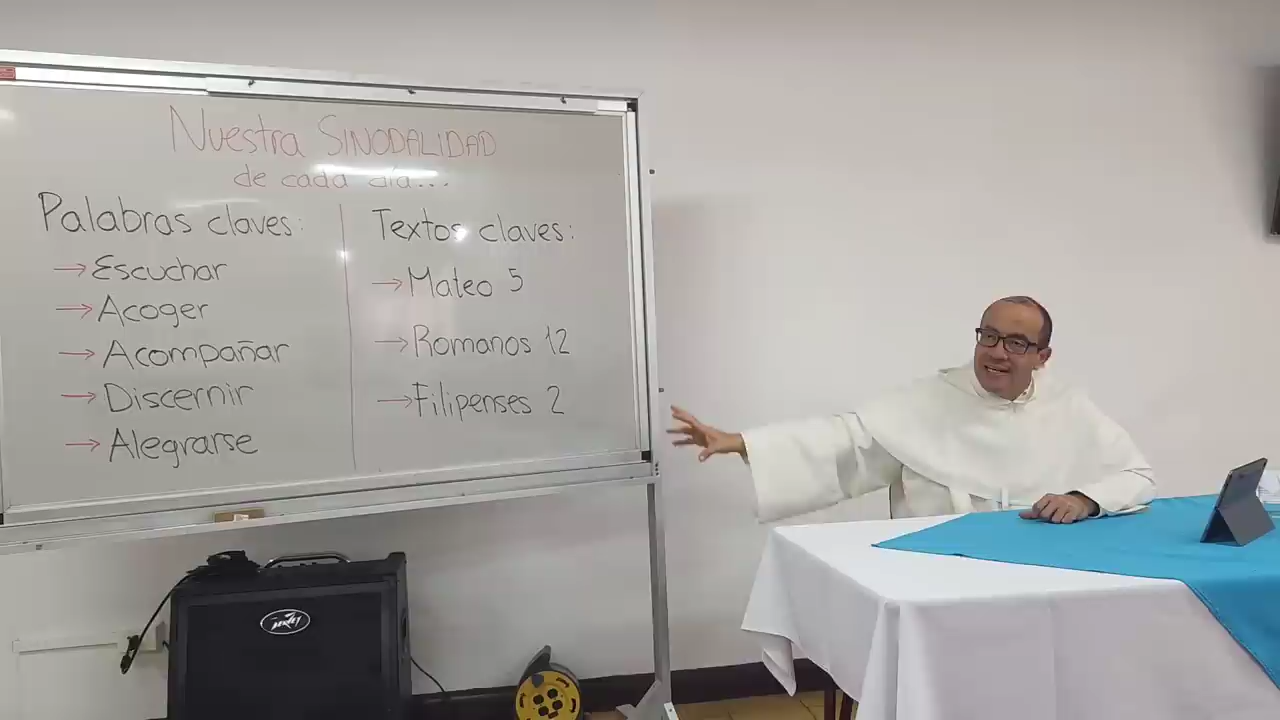 Nuestra SINODALIDAD
de cada día...
Palabras claves:
→Escuchar
→Acoger
→Acompañar
→Discernir
→Alegrarse
Textos claves:
→Mateo 5
→Romanos 12
→Filipenses 2
PEAVEY